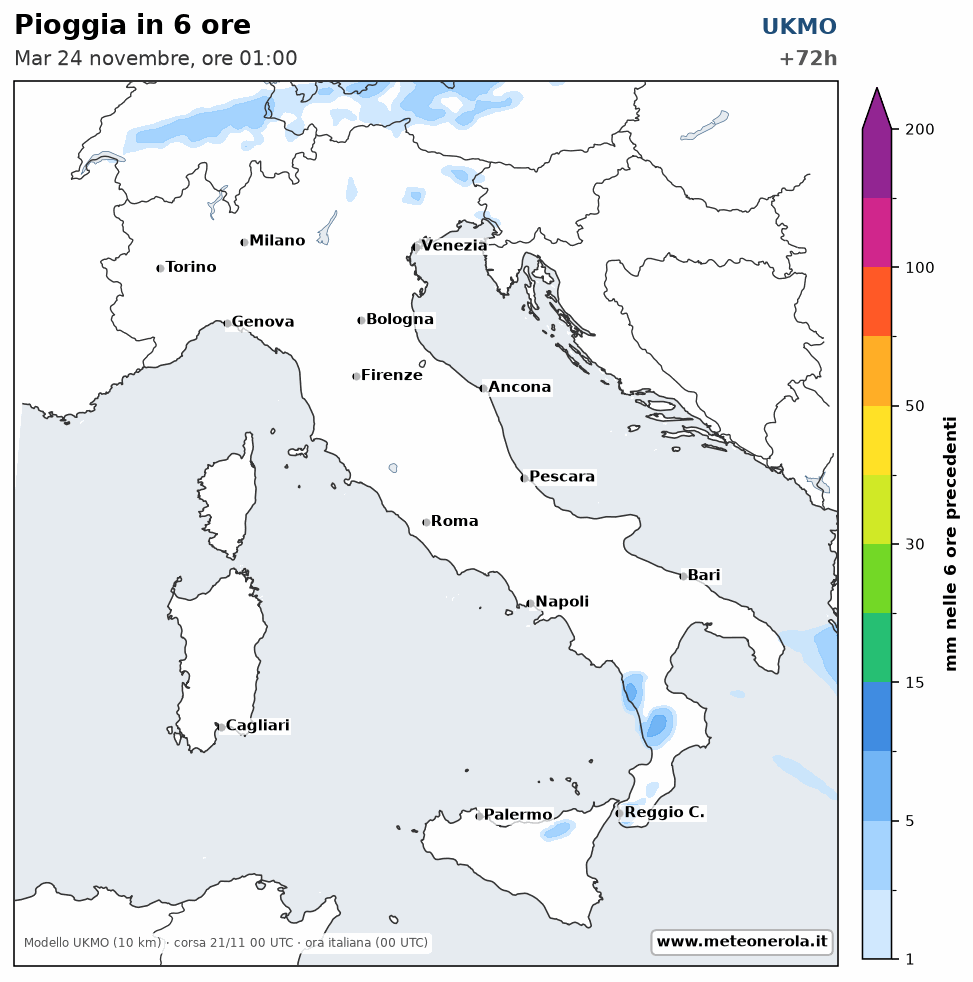 Pioggia in 6 ore
UKMO
Mar 24 novembre, ore 01:00
+72h
200
100
50
30
15
5
1
mm nelle 6 ore precedenti
Milano
Venezia
Torino
Genova
Bologna
Firenze
Ancona
Pescara
Roma
Bari
Napoli
Cagliari
Palermo
Reggio C.
Modello UKMO (10 km) · corsa 21/11 00 UTC · ora italiana (00 UTC)
www.meteonerola.it